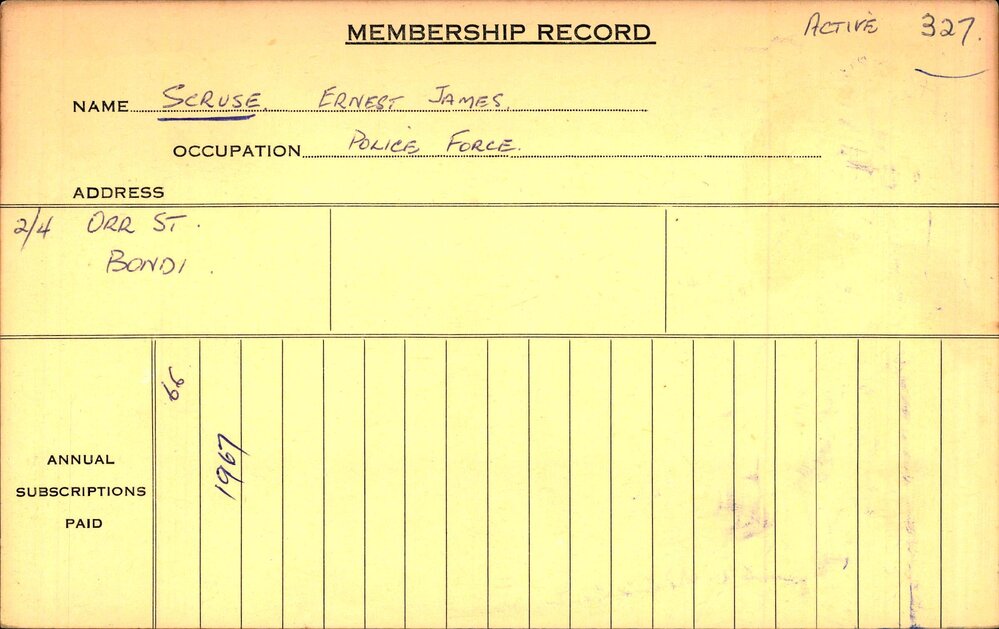 MEMBERSHIP RECORD
ACTIVE 327.
NAME SCRUSE ERNEST JAMES
OCCUPATION POLICE FORCE.
ADDRESS
2/4 ORR ST.
BONDI.
66
1967
ANNUAL
SUBSCRIPTIONS
PAID